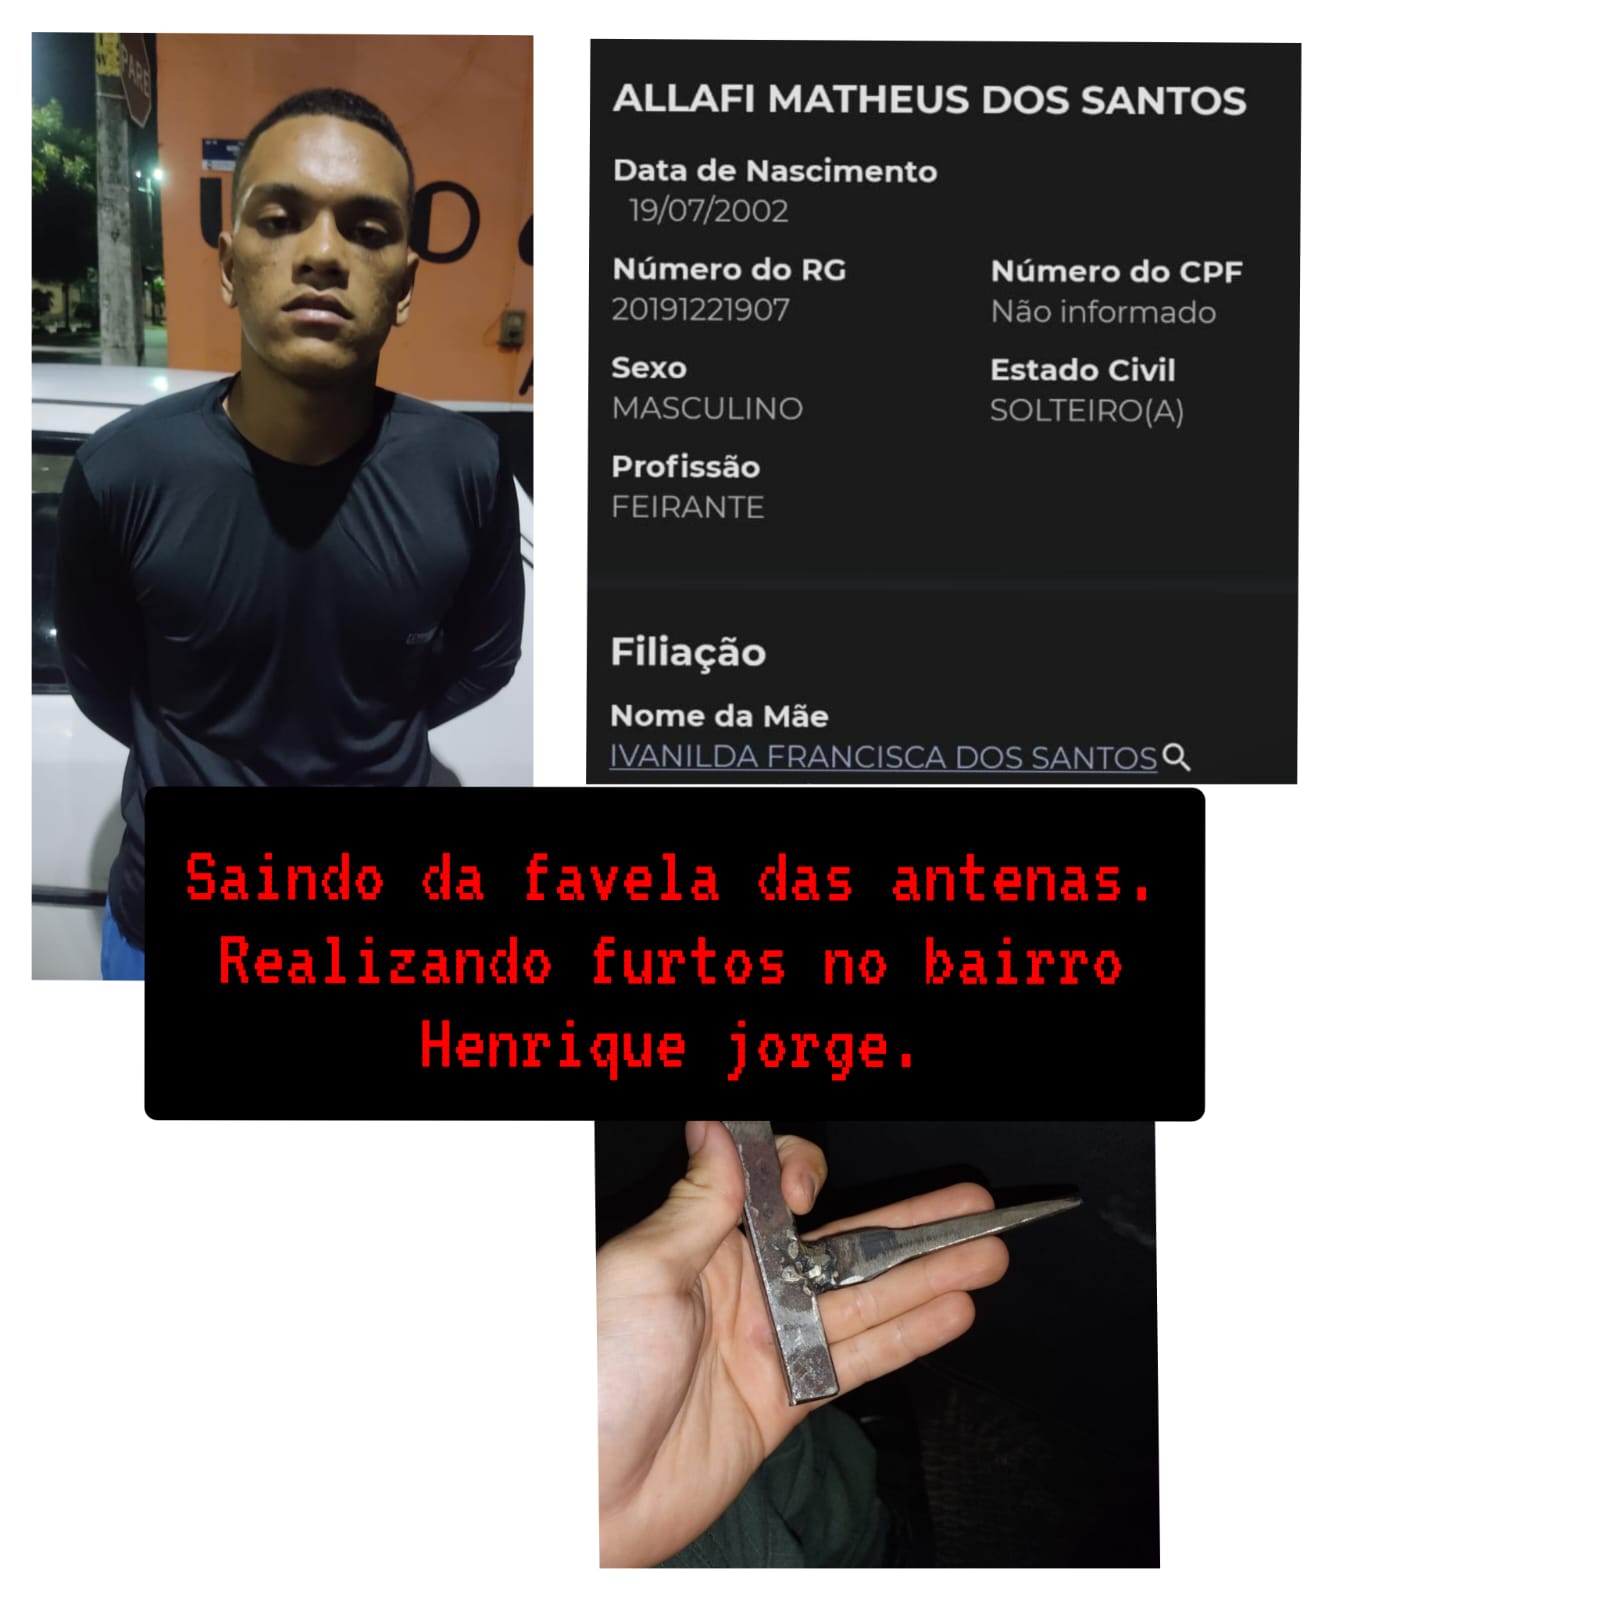 PARE
ALLAFI MATHEUS DOS SANTOS
Data de Nascimento
19/07/2002
Número do RG
20191221907
Número do CPF
Não informado
Sexo
MASCULINO
Estado Civil
SOLTEIRO(A)
Profissão
FEIRANTE
Filiação
Nome da Mãe
IVANILDA FRANCISCA DOS SANTOS
Saindo da favela das antenas.
Realizando furtos no bairro
Henrique jorge.